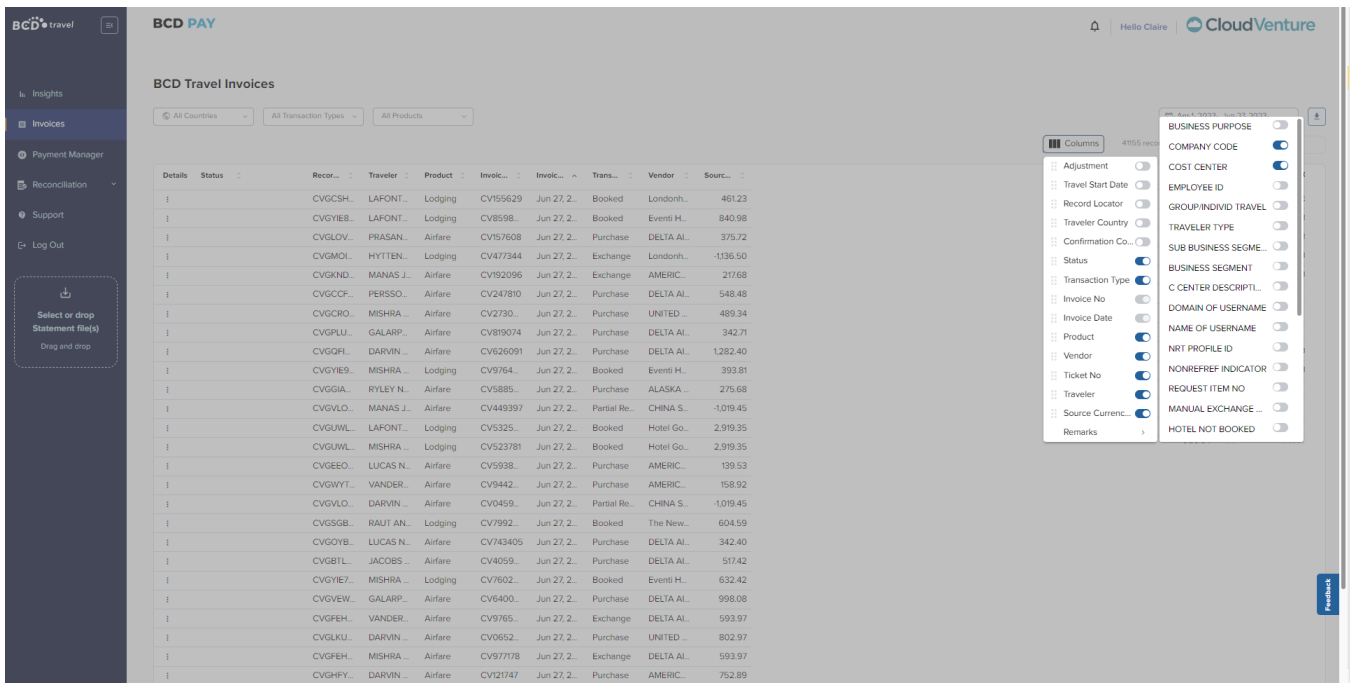 BCD travel
BCD PAY
Hello Claire
CloudVenture
Insights
Invoices
Payment Manager
Reconciliation
Support
Log Out
Select or drop
Statement file(s)
Drag and drop
BCD Travel Invoices
All Countries
All Transaction Types
All Products
Apr 1, 2023 - Jun 27, 2023
Columns
41155 reco
Details Status Recor... Traveler Product Invoic... Invoic... Trans... Vendor Sourc...
CVGCSH... LAFONT... Lodging CV155629 Jun 27, 2... Booked Londonh... 461.23
CVGYIE8... LAFONT... Lodging CV8598... Jun 27, 2... Booked Eventi H... 840.98
CVGLOV... PRASAN... Airfare CV157608 Jun 27, 2... Purchase DELTA AI... 375.72
CVGMOI... HYTTEN... Lodging CV477344 Jun 27, 2... Exchange Londonh... -1,136.50
CVGKND... MANAS J... Airfare CV192096 Jun 27, 2... Exchange AMERIC... 217.68
CVGCCF... PERSSO... Airfare CV247810 Jun 27, 2... Purchase DELTA AI... 548.48
CVGCRO... MISHRA ... Airfare CV2730... Jun 27, 2... Purchase UNITED ... 489.34
CVGPLU... GALARP... Airfare CV819074 Jun 27, 2... Purchase DELTA AI... 342.71
CVGQFI... DARVIN ... Airfare CV626091 Jun 27, 2... Purchase DELTA AI... 1,282.40
CVGYIE9... MISHRA ... Lodging CV9764... Jun 27, 2... Booked Eventi H... 393.81
CVGGIA... RYLEY N... Airfare CV5885... Jun 27, 2... Purchase ALASKA ... 275.68
CVGVLO... MANAS J... Airfare CV449397 Jun 27, 2... Partial Re... CHINA S... -1,019.45
CVGUWL... LAFONT... Lodging CV5325... Jun 27, 2... Booked Hotel Go... 2,919.35
CVGUWL... MISHRA ... Lodging CV523781 Jun 27, 2... Booked Hotel Go... 2,919.35
CVGEEO... LUCAS N... Airfare CV5938... Jun 27, 2... Purchase AMERIC... 139.53
CVGWYT... VANDER... Airfare CV9442... Jun 27, 2... Purchase AMERIC... 158.92
CVGVLO... DARVIN ... Airfare CV0459... Jun 27, 2... Partial Re... CHINA S... -1,019.45
CVGSGB... RAUT AN... Lodging CV7992... Jun 27, 2... Booked The New... 604.59
CVGOYB... LUCAS N... Airfare CV743405 Jun 27, 2... Purchase DELTA AI... 342.40
CVGBTL... JACOBS ... Airfare CV4059... Jun 27, 2... Purchase DELTA AI... 517.42
CVGYIE7... MISHRA ... Lodging CV7602... Jun 27, 2... Booked Eventi H... 632.42
CVGVEW... GALARP... Airfare CV6400... Jun 27, 2... Purchase DELTA AI... 998.08
CVGFEH... VANDER... Airfare CV9765... Jun 27, 2... Exchange DELTA AI... 593.97
CVGLKU... DARVIN ... Airfare CV0652... Jun 27, 2... Purchase UNITED ... 802.97
CVGFEH... MISHRA ... Airfare CV977178 Jun 27, 2... Exchange DELTA AI... 593.97
CVGHFY... DARVIN ... Airfare CV121747 Jun 27, 2... Purchase AMERIC... 752.89
Adjustment
Travel Start Date
Record Locator
Traveler Country
Confirmation Co...
Status
Transaction Type
Invoice No
Invoice Date
Product
Vendor
Ticket No
Traveler
Source Currenc...
Remarks
BUSINESS PURPOSE
COMPANY CODE
COST CENTER
EMPLOYEE ID
GROUP/INDIVID TRAVEL
TRAVELER TYPE
SUB BUSINESS SEGME...
BUSINESS SEGMENT
C CENTER DESCRIPTI...
DOMAIN OF USERNAME
NAME OF USERNAME
NRT PROFILE ID
NONREFREF INDICATOR
REQUEST ITEM NO
MANUAL EXCHANGE ...
HOTEL NOT BOOKED
Feedback